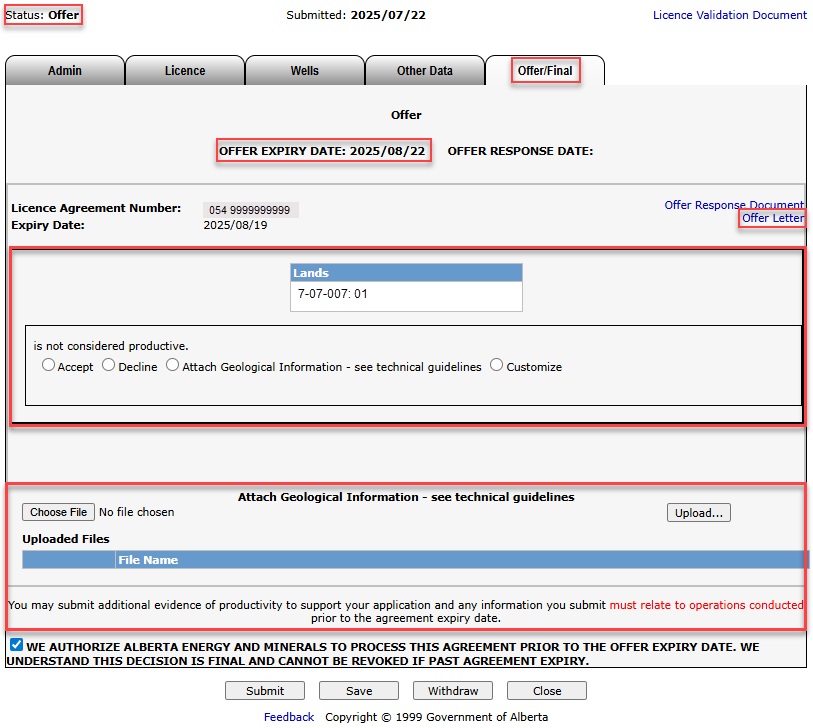 Status: Offer Submitted: 2025/07/22 Licence Validation Document
Admin Licence Wells Other Data Offer/Final
Offer
OFFER EXPIRY DATE: 2025/08/22 OFFER RESPONSE DATE:
Offer Response Document
Licence Agreement Number: 054 9999999999
Offer Letter
Expiry Date: 2025/08/19
Lands
7-07-007: 01
is not considered productive.
Accept Decline Attach Geological Information - see technical guidelines Customize
Attach Geological Information - see technical guidelines
Choose File No file chosen Upload...
Uploaded Files
File Name
You may submit additional evidence of productivity to support your application and any information you submit must relate to operations conducted
prior to the agreement expiry date.
WE AUTHORIZE ALBERTA ENERGY AND MINERALS TO PROCESS THIS AGREEMENT PRIOR TO THE OFFER EXPIRY DATE. WE
UNDERSTAND THIS DECISION IS FINAL AND CANNOT BE REVOKED IF PAST AGREEMENT EXPIRY.
Submit Save Withdraw Close
Feedback Copyright © 1999 Government of Alberta